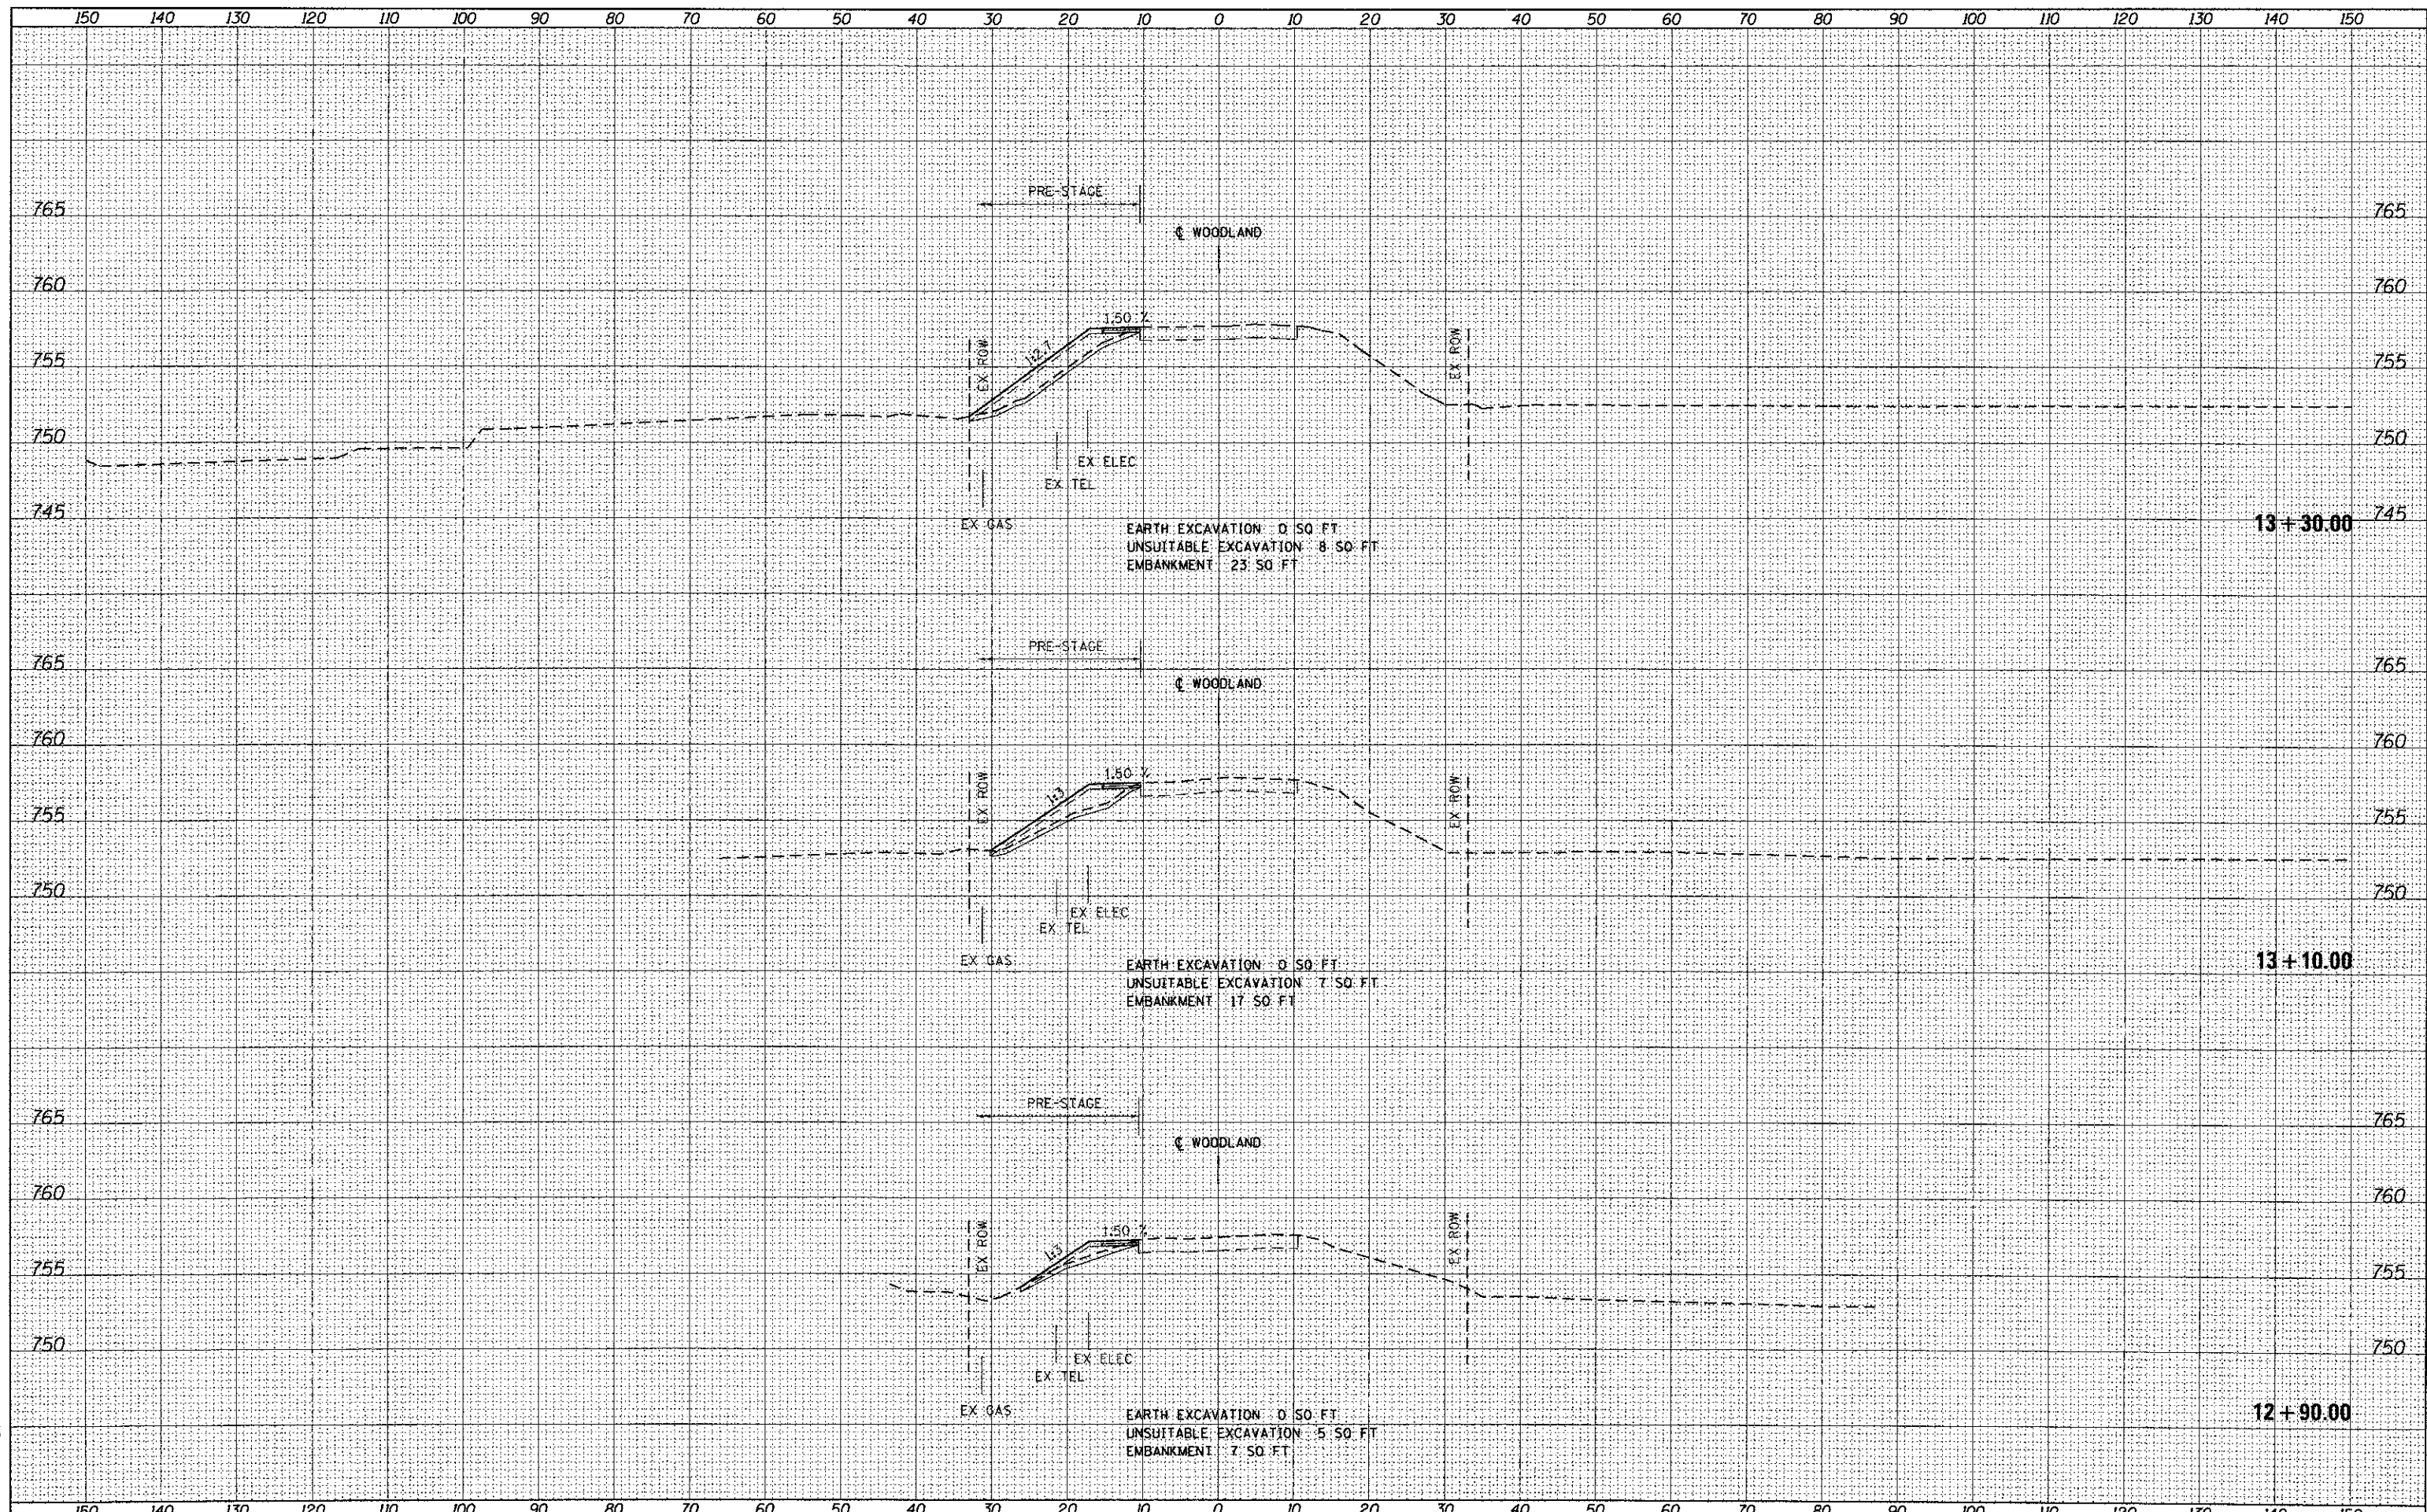 150 140 130 120 110 100 90 80 70 60 50 40 30 20 10 0 10 20 30 40 50 60 70 80 90 100 110 120 130 140 150
PRE-STAGE
765 765
℄ WOODLAND
760 760
1.50 %
EX ROW 1:2.7 EX ROW
755 755
750 750
EX ELEC
EX TEL
745 745
EX GAS
13 + 30.00
EARTH EXCAVATION 0 SQ FT
UNSUITABLE EXCAVATION 8 SQ FT
EMBANKMENT 23 SQ FT
PRE-STAGE
765 765
℄ WOODLAND
760 760
1.50 %
EX ROW 1:3 EX ROW
755 755
750 750
EX ELEC
EX TEL
EX GAS
13 + 10.00
EARTH EXCAVATION 0 SQ FT
UNSUITABLE EXCAVATION 7 SQ FT
EMBANKMENT 17 SQ FT
PRE-STAGE
765 765
℄ WOODLAND
760 760
1.50 %
EX ROW 1:3 EX ROW
755 755
750 750
EX ELEC
EX TEL
EX GAS
12 + 90.00
EARTH EXCAVATION 0 SQ FT
UNSUITABLE EXCAVATION 5 SQ FT
EMBANKMENT 7 SQ FT
150 140 130 120 110 100 90 80 70 60 50 40 30 20 10 0 10 20 30 40 50 60 70 80 90 100 110 120 130 140 150